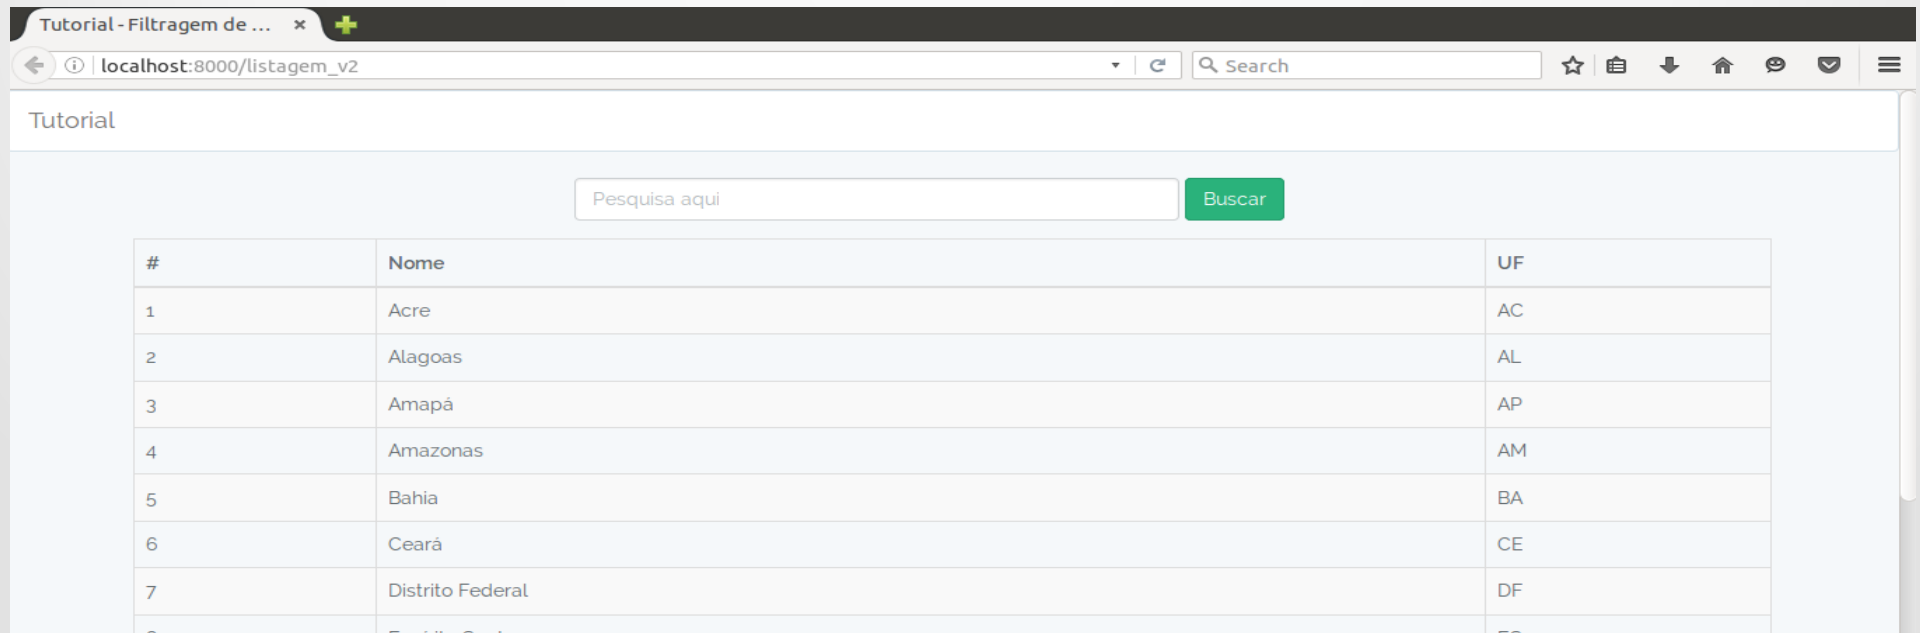 Tutorial - Filtragem de ...
localhost:8000/listagem_v2
Search
Tutorial
Pesquisa aqui
Buscar
# Nome UF
1 Acre AC
2 Alagoas AL
3 Amapá AP
4 Amazonas AM
5 Bahia BA
6 Ceará CE
7 Distrito Federal DF